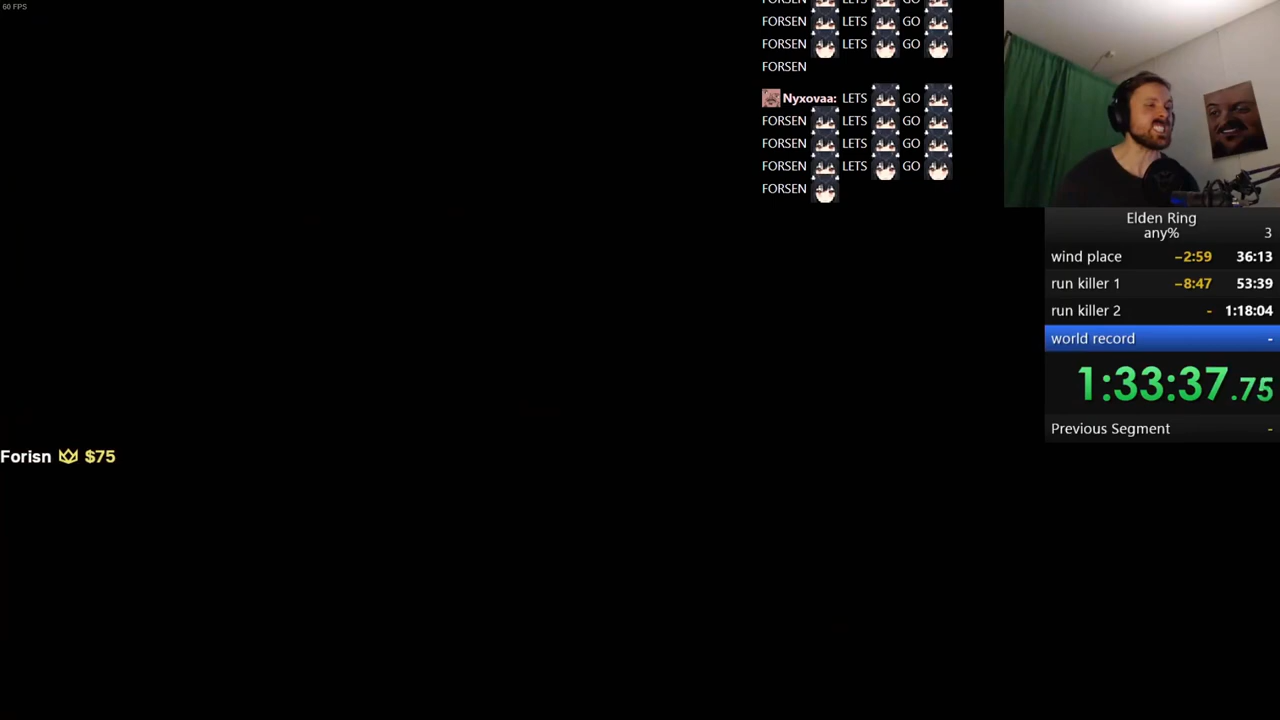 60 FPS
FORSEN LETS GO
FORSEN LETS GO
FORSEN LETS GO
FORSEN
Nyxovaa: LETS GO
FORSEN LETS GO
FORSEN LETS GO
FORSEN LETS GO
FORSEN
Elden Ring
any% 3
wind place −2:59 36:13
run killer 1 −8:47 53:39
run killer 2 - 1:18:04
world record -
1:33:37.75
Previous Segment -
Forisn $75